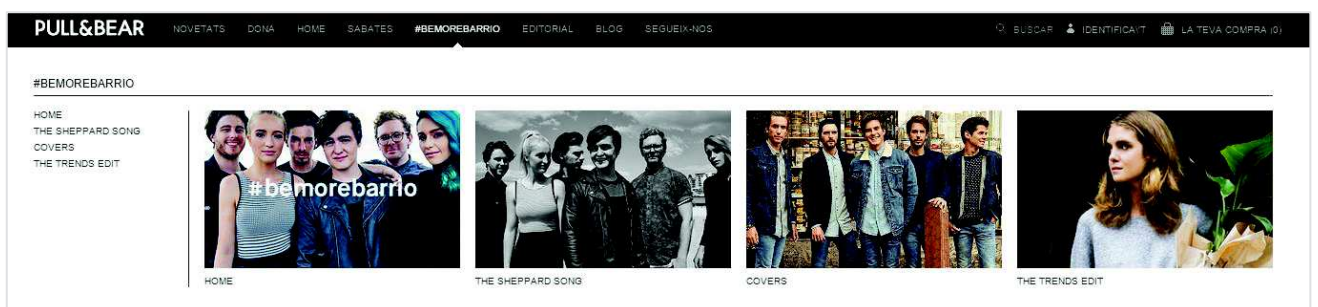 PULL&BEAR NOVETATS DONA HOME SABATES #BEMOREBARRIO EDITORIAL BLOG SEGUEIX-NOS BUSCAR IDENTIFICA'T LA TEVA COMPRA (0)
#BEMOREBARRIO
HOME
THE SHEPPARD SONG
COVERS
THE TRENDS EDIT
#bemorebarrio
HOME THE SHEPPARD SONG COVERS THE TRENDS EDIT